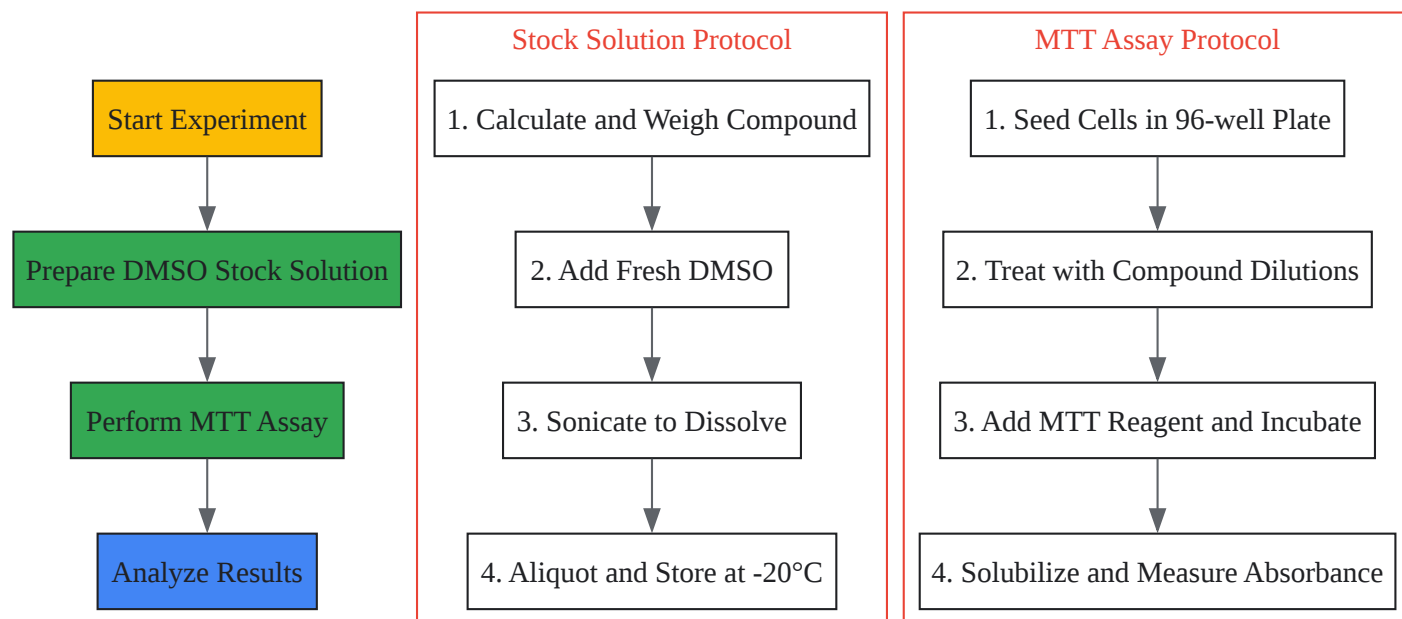 Start Experiment
Prepare DMSO Stock Solution
Perform MTT Assay
Analyze Results
Stock Solution Protocol
1. Calculate and Weigh Compound
2. Add Fresh DMSO
3. Sonicate to Dissolve
4. Aliquot and Store at -20°C
MTT Assay Protocol
1. Seed Cells in 96-well Plate
2. Treat with Compound Dilutions
3. Add MTT Reagent and Incubate
4. Solubilize and Measure Absorbance